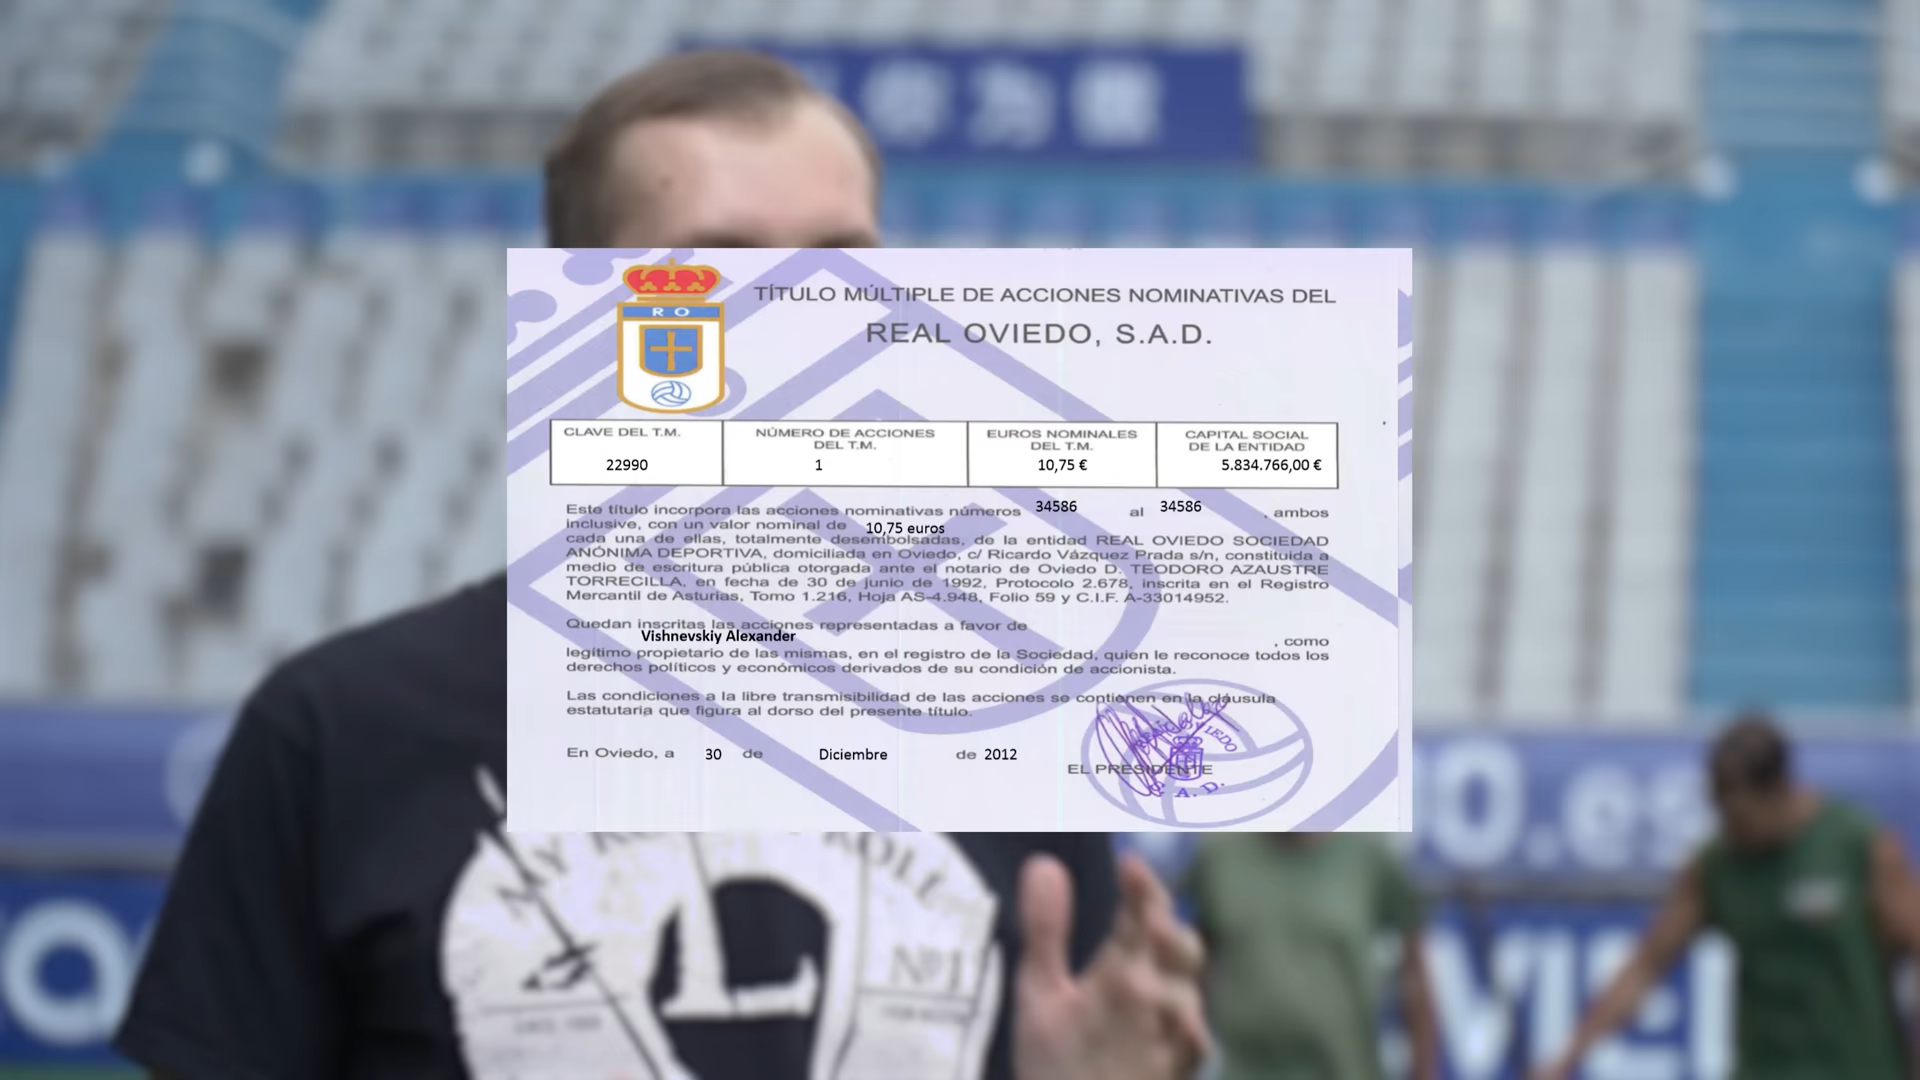 TÍTULO MÚLTIPLE DE ACCIONES NOMINATIVAS DEL
REAL OVIEDO, S.A.D.
R O
CLAVE DEL T.M.
22990
NÚMERO DE ACCIONES
DEL T.M.
1
EUROS NOMINALES
DEL T.M.
10,75 €
CAPITAL SOCIAL
DE LA ENTIDAD
5.834.766,00 €
Este título incorpora las acciones nominativas números 34586 al 34586 , ambos
inclusive, con un valor nominal de 10,75 euros
cada una de ellas, totalmente desembolsadas, de la entidad REAL OVIEDO SOCIEDAD
ANÓNIMA DEPORTIVA, domiciliada en Oviedo, c/ Ricardo Vázquez Prada s/n, constituida a
medio de escritura pública otorgada ante el notario de Oviedo D. TEODORO AZAUSTRE
TORRECILLA, en fecha de 30 de junio de 1992, Protocolo 2.678, inscrita en el Registro
Mercantil de Asturias, Tomo 1.216, Hoja AS-4.948, Folio 59 y C.I.F. A-33014952.
Quedan inscritas las acciones representadas a favor de
Vishnevskiy Alexander , como
legítimo propietario de las mismas, en el registro de la Sociedad, quien le reconoce todos los
derechos políticos y económicos derivados de su condición de accionista.
Las condiciones a la libre transmisibilidad de las acciones se contienen en la cláusula
estatutaria que figura al dorso del presente título.
En Oviedo, a 30 de Diciembre de 2012
EL PRESIDENTE
IEDO
A. D.
MY ROLL
L
Nº1
.es